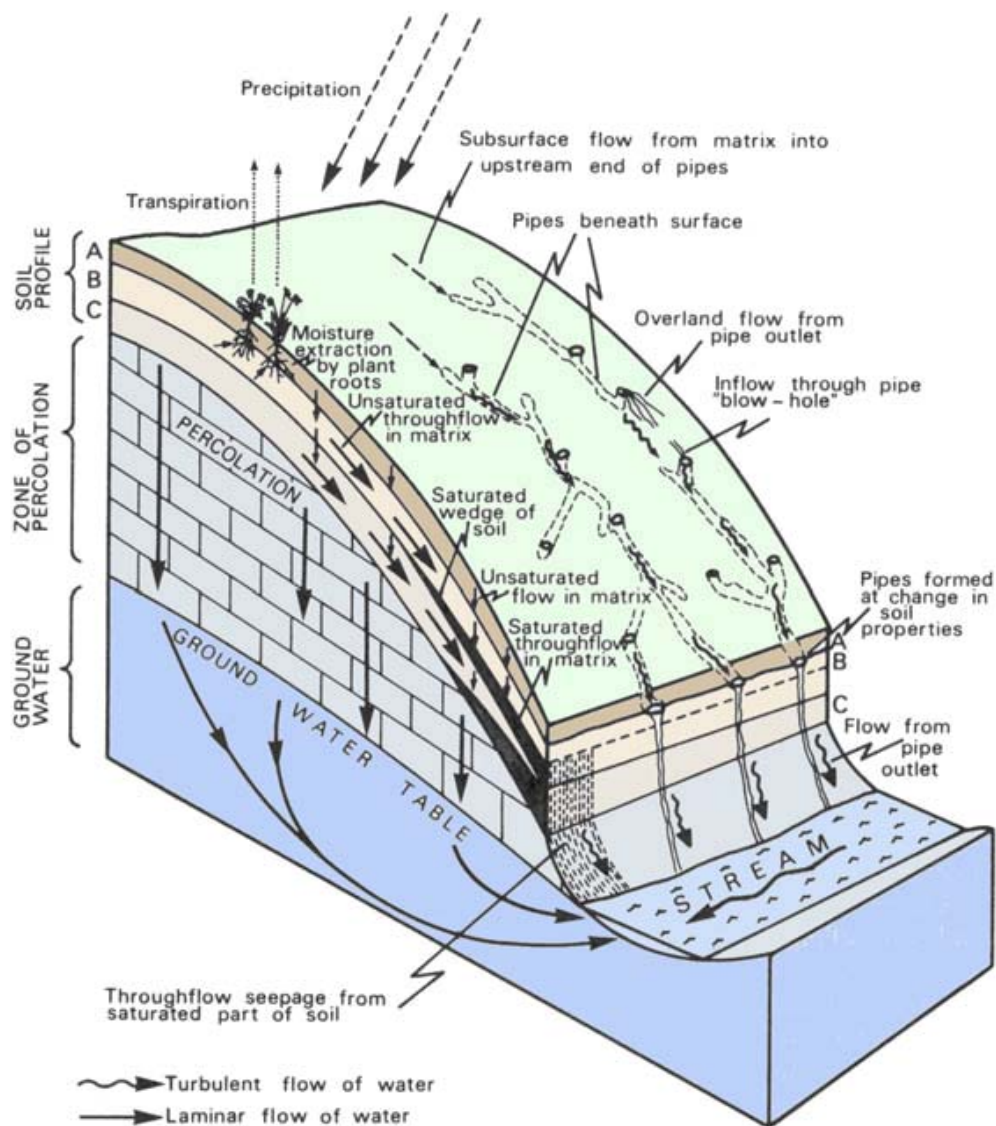 Precipitation
Subsurface flow from matrix into
upstream end of pipes
Transpiration
Pipes beneath surface
SOIL
PROFILE
A
B
C
Overland flow from
pipe outlet
Moisture
extraction
by plant
roots
Inflow through pipe
"blow-hole"
Unsaturated
throughflow
in matrix
ZONE OF
PERCOLATION
PERCOLATION
Saturated
wedge of
soil
Unsaturated
flow in matrix
Pipes formed
at change in
soil
properties
Saturated
throughflow
in matrix
A
B
C
GROUND
WATER
GROUND WATER TABLE
Flow from
pipe
outlet
STREAM
Throughflow seepage from
saturated part of soil
Turbulent flow of water
Laminar flow of water